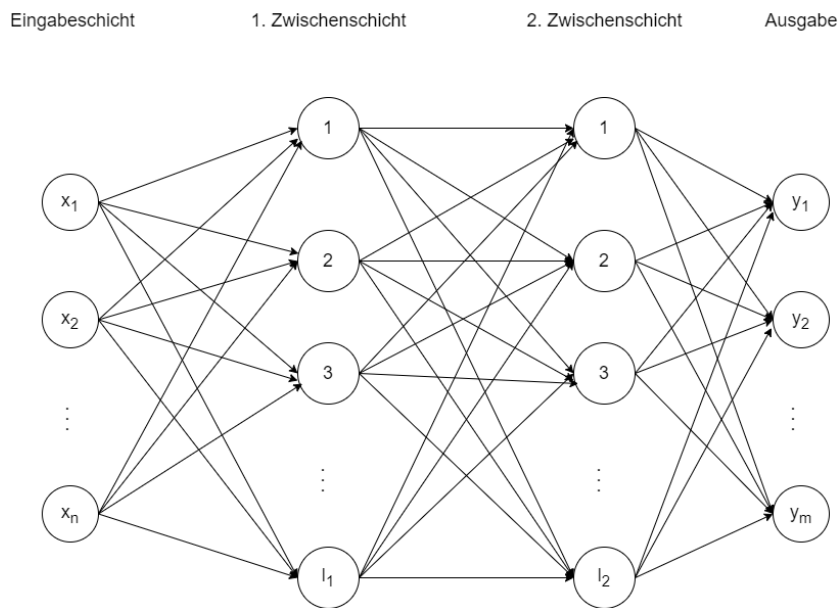 Eingabeschicht 1. Zwischenschicht 2. Zwischenschicht Ausgabe
1 1
x₁ y₁
2 2
x₂ y₂
3 3
⋮ ⋮
⋮ ⋮
xₙ yₘ
l₁ l₂